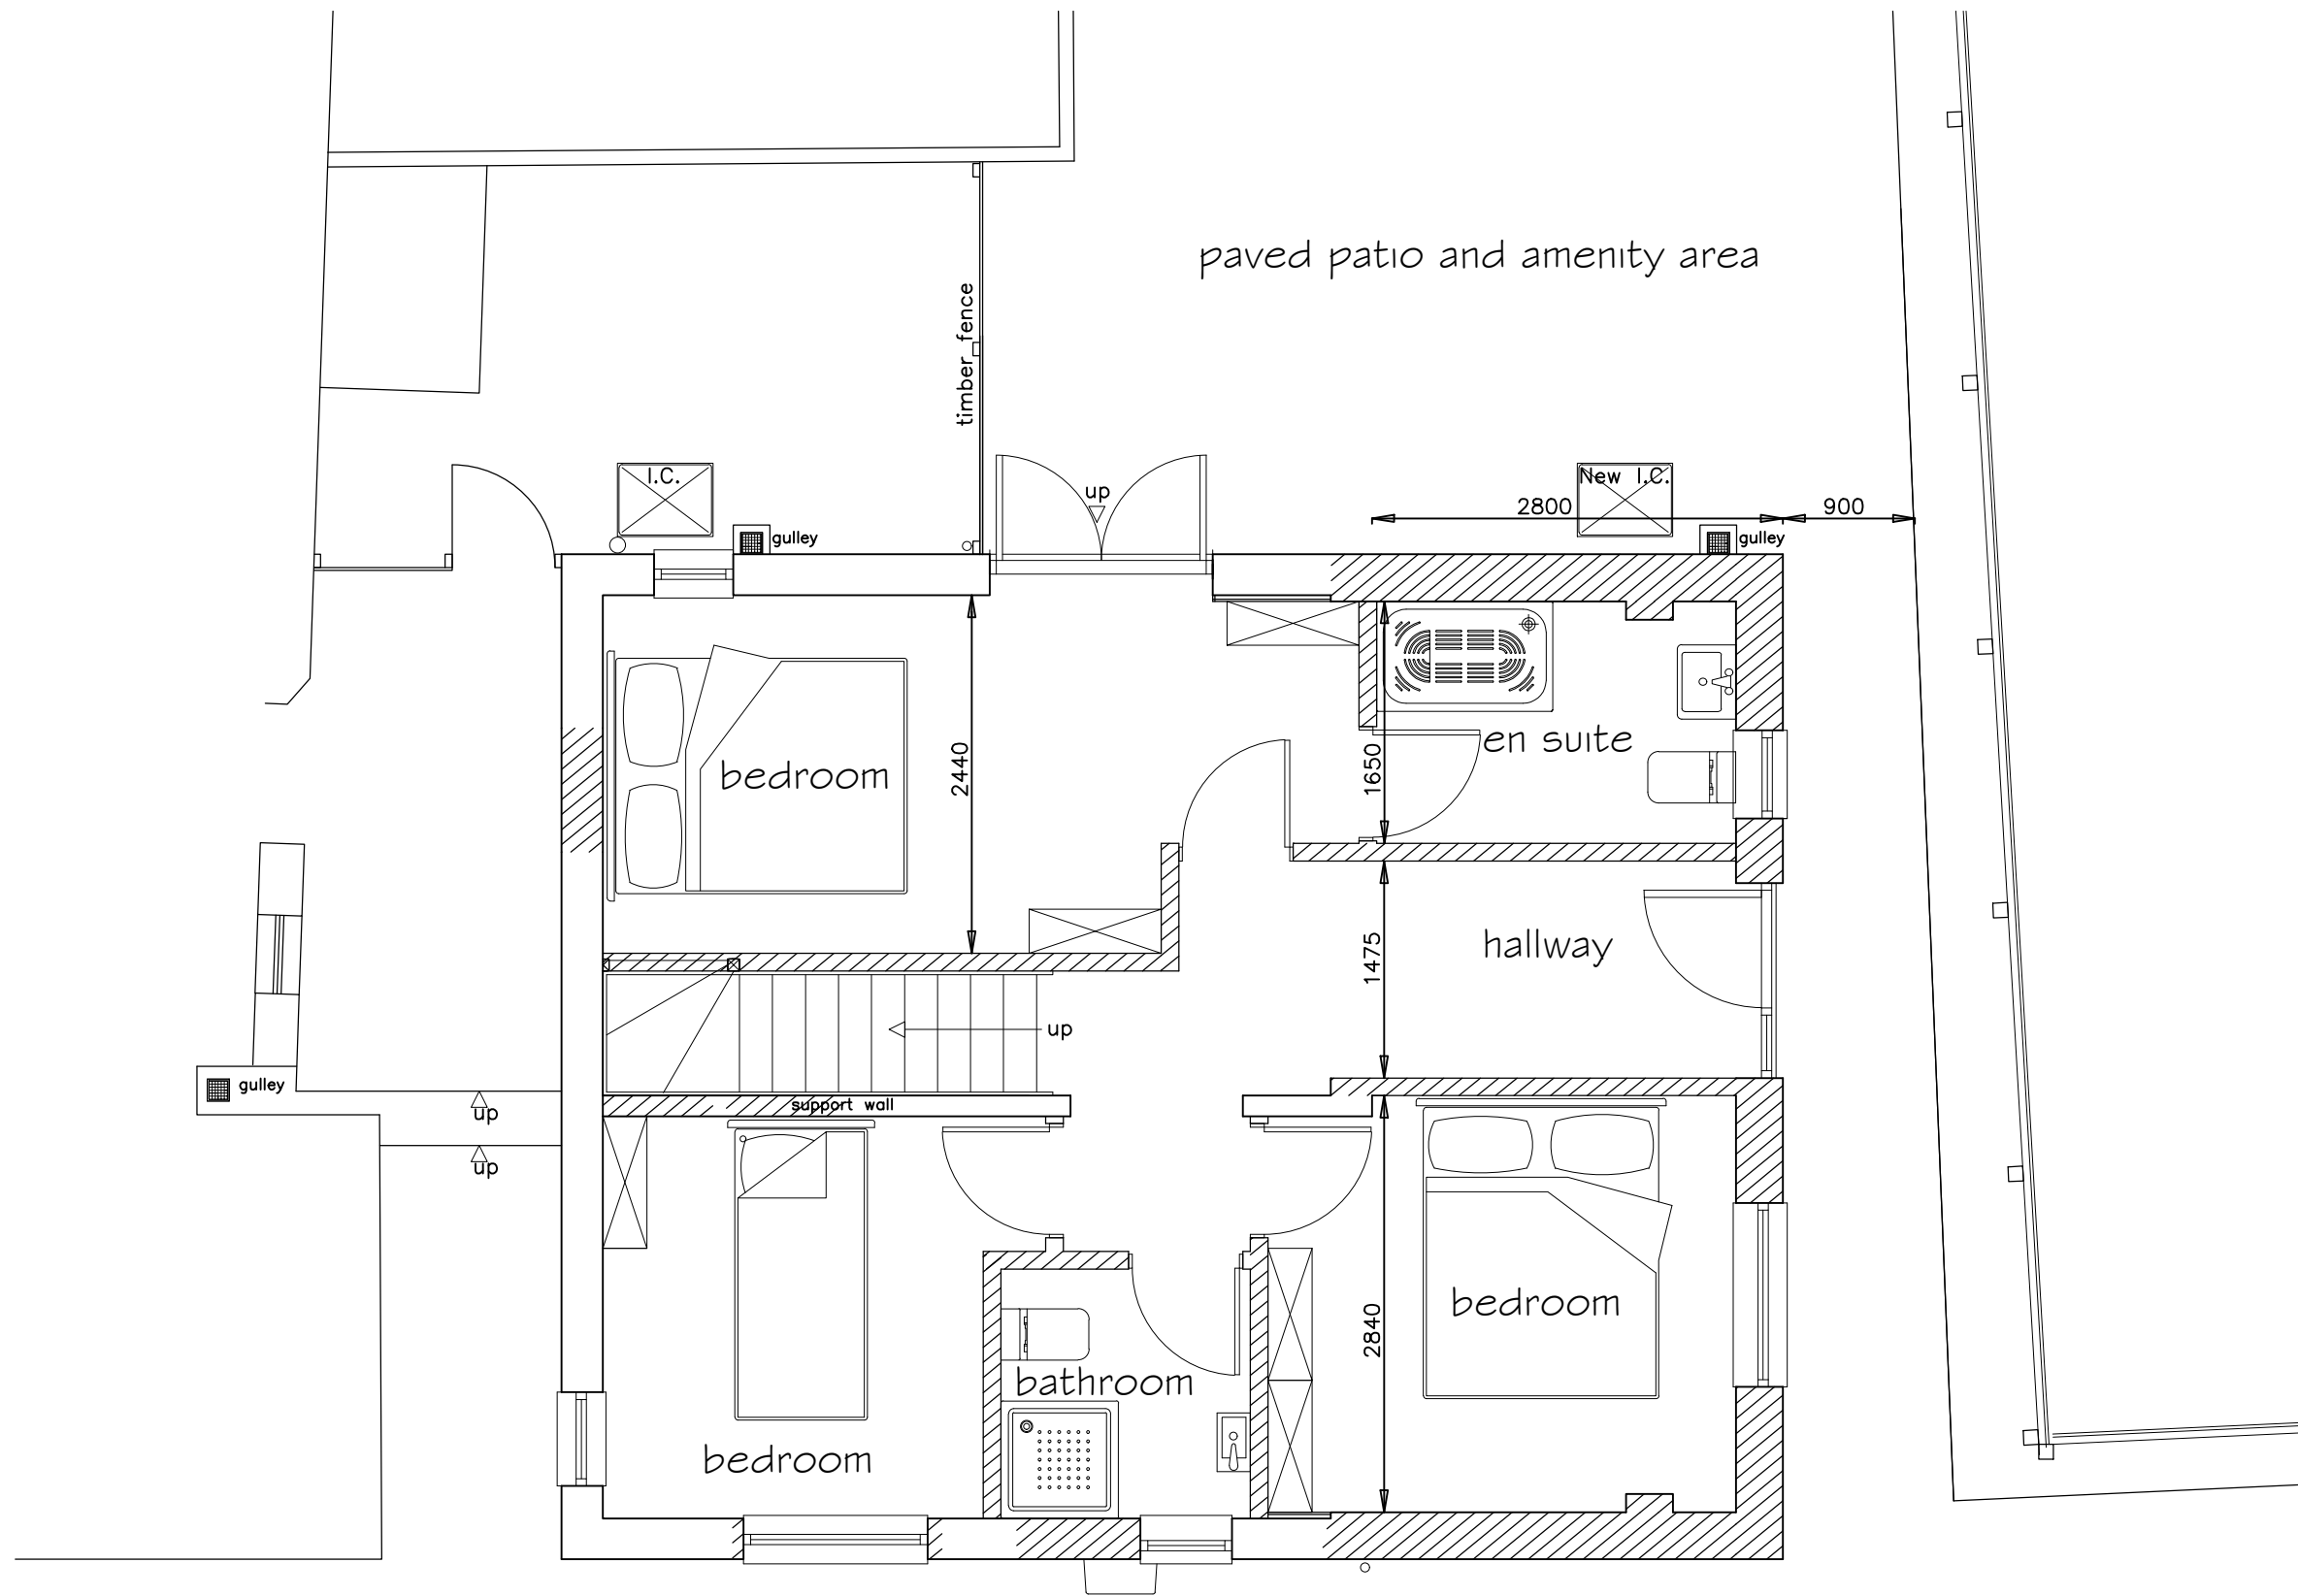 paved patio and amenity area
timber fence
I.C.
up
New I.C.
2800
900
gulley
gulley
en suite
bedroom
2440
1650
hallway
1475
up
gulley
support wall
up
up
bedroom
2840
bathroom
bedroom